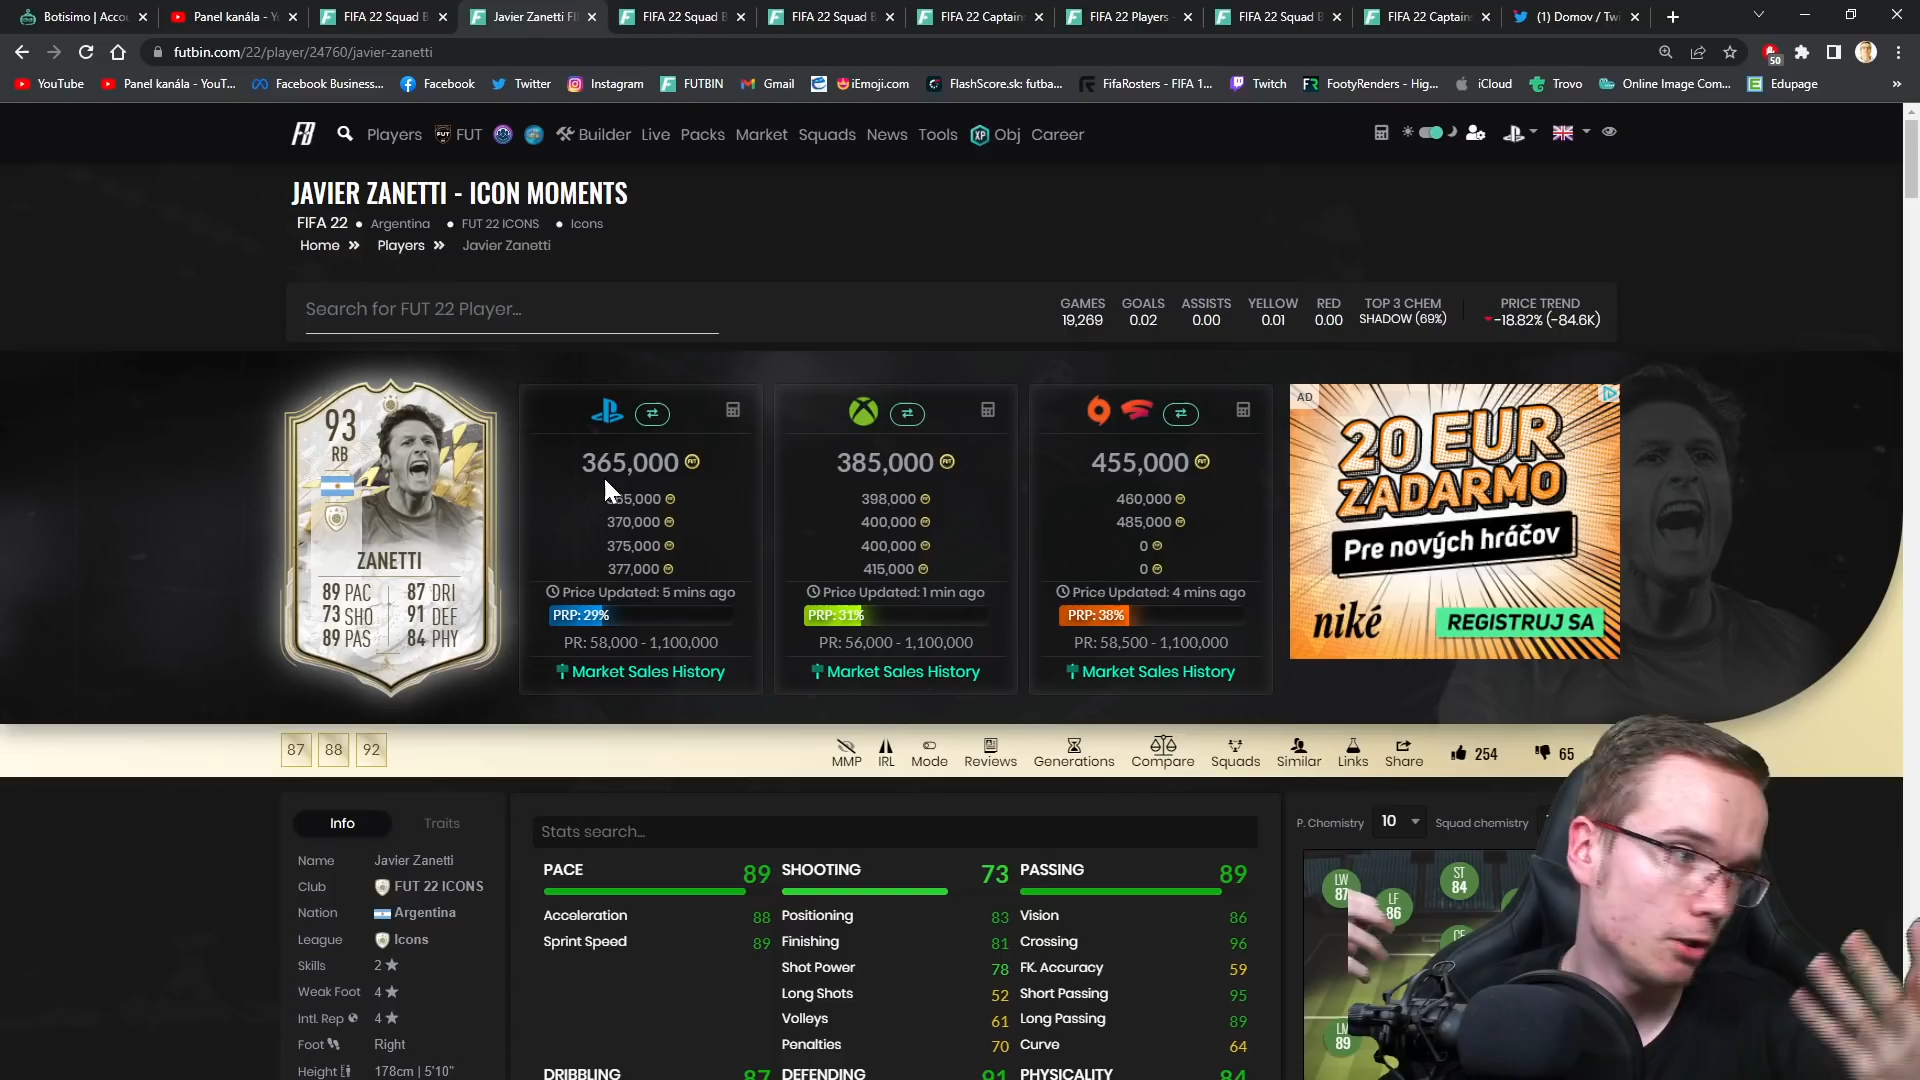 Botisimo | Accou
Panel kanála - Y
FIFA 22 Squad B
Javier Zanetti FI
FIFA 22 Squad B
FIFA 22 Squad B
FIFA 22 Captain
FIFA 22 Players -
FIFA 22 Squad B
FIFA 22 Captain
(1) Domov / Twi
futbin.com/22/player/24760/javier-zanetti
50
YouTube
Panel kanála - YouT...
Facebook Business...
Facebook
Twitter
Instagram
FUTBIN
Gmail
iEmoji.com
FlashScore.sk: futba...
FifaRosters - FIFA 1...
Twitch
FootyRenders - Hig...
iCloud
Trovo
Online Image Com...
Edupage
Players
FUT
Builder
Live
Packs
Market
Squads
News
Tools
XP Obj
Career
JAVIER ZANETTI - ICON MOMENTS
FIFA 22 • Argentina • FUT 22 ICONS • Icons
Home » Players » Javier Zanetti
Search for FUT 22 Player...
GAMES GOALS ASSISTS YELLOW RED TOP 3 CHEM PRICE TREND
19,269 0.02 0.00 0.01 0.00 SHADOW (69%) -18.82% (-84.6K)
93
RB
ZANETTI
89 PAC 87 DRI
73 SHO 91 DEF
89 PAS 84 PHY
365,000
65,000
370,000
375,000
377,000
Price Updated: 5 mins ago
PRP: 29%
PR: 58,000 - 1,100,000
Market Sales History
385,000
398,000
400,000
400,000
415,000
Price Updated: 1 min ago
PRP: 31%
PR: 56,000 - 1,100,000
Market Sales History
455,000
460,000
485,000
0
0
Price Updated: 4 mins ago
PRP: 38%
PR: 58,500 - 1,100,000
Market Sales History
AD
20 EUR
ZADARMO
Pre nových hráčov
niké
REGISTRUJ SA
87 88 92
MMP IRL Mode Reviews Generations Compare Squads Similar Links Share 254 65
Info Traits
Name Javier Zanetti
Club FUT 22 ICONS
Nation Argentina
League Icons
Skills 2
Weak Foot 4
Intl. Rep 4
Foot Right
Height 178cm | 5'10"
Stats search...
PACE 89
Acceleration 88
Sprint Speed 89
DRIBBLING 87
SHOOTING 73
Positioning 83
Finishing 81
Shot Power 78
Long Shots 52
Volleys 61
Penalties 70
DEFENDING 91
PASSING 89
Vision 86
Crossing 96
FK. Accuracy 59
Short Passing 95
Long Passing 89
Curve 64
PHYSICALITY 84
P. Chemistry 10 Squad chemistry
LW
87
LF
86
ST
84
CF
LM
89